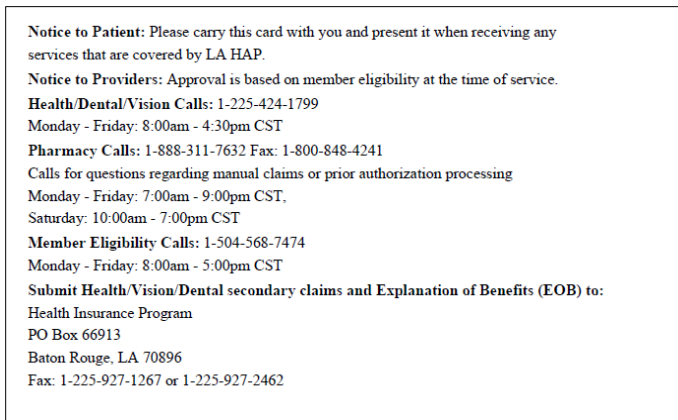 Notice to Patient: Please carry this card with you and present it when receiving any
services that are covered by LA HAP.
Notice to Providers: Approval is based on member eligibility at the time of service.
Health/Dental/Vision Calls: 1-225-424-1799
Monday - Friday: 8:00am - 4:30pm CST
Pharmacy Calls: 1-888-311-7632 Fax: 1-800-848-4241
Calls for questions regarding manual claims or prior authorization processing
Monday - Friday: 7:00am - 9:00pm CST,
Saturday: 10:00am - 7:00pm CST
Member Eligibility Calls: 1-504-568-7474
Monday - Friday: 8:00am - 5:00pm CST
Submit Health/Vision/Dental secondary claims and Explanation of Benefits (EOB) to:
Health Insurance Program
PO Box 66913
Baton Rouge, LA 70896
Fax: 1-225-927-1267 or 1-225-927-2462